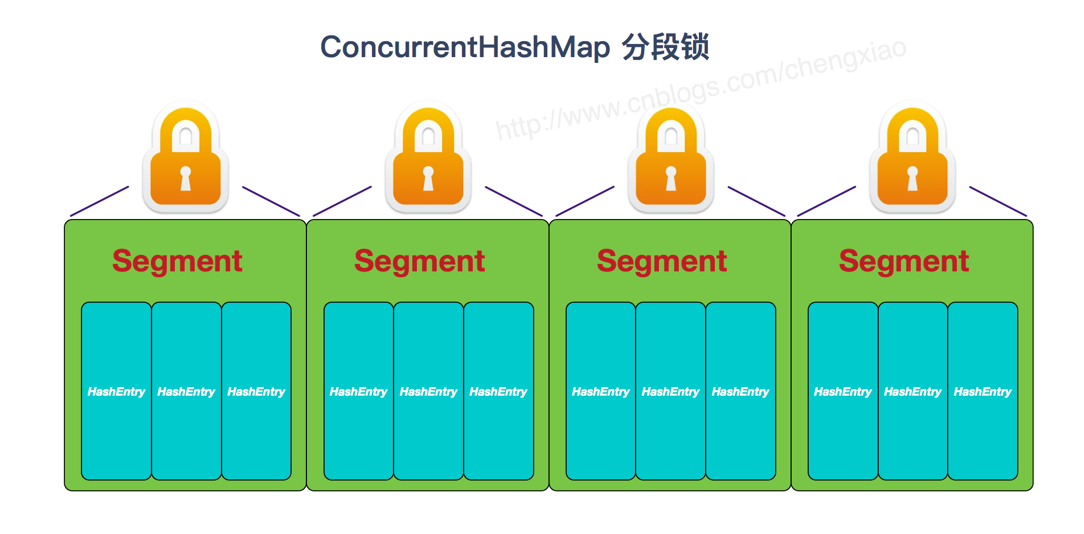 ConcurrentHashMap 分段锁
http://www.cnblogs.com/chengxiao
Segment Segment Segment Segment
HashEntry HashEntry HashEntry HashEntry HashEntry HashEntry HashEntry HashEntry HashEntry HashEntry HashEntry HashEntry